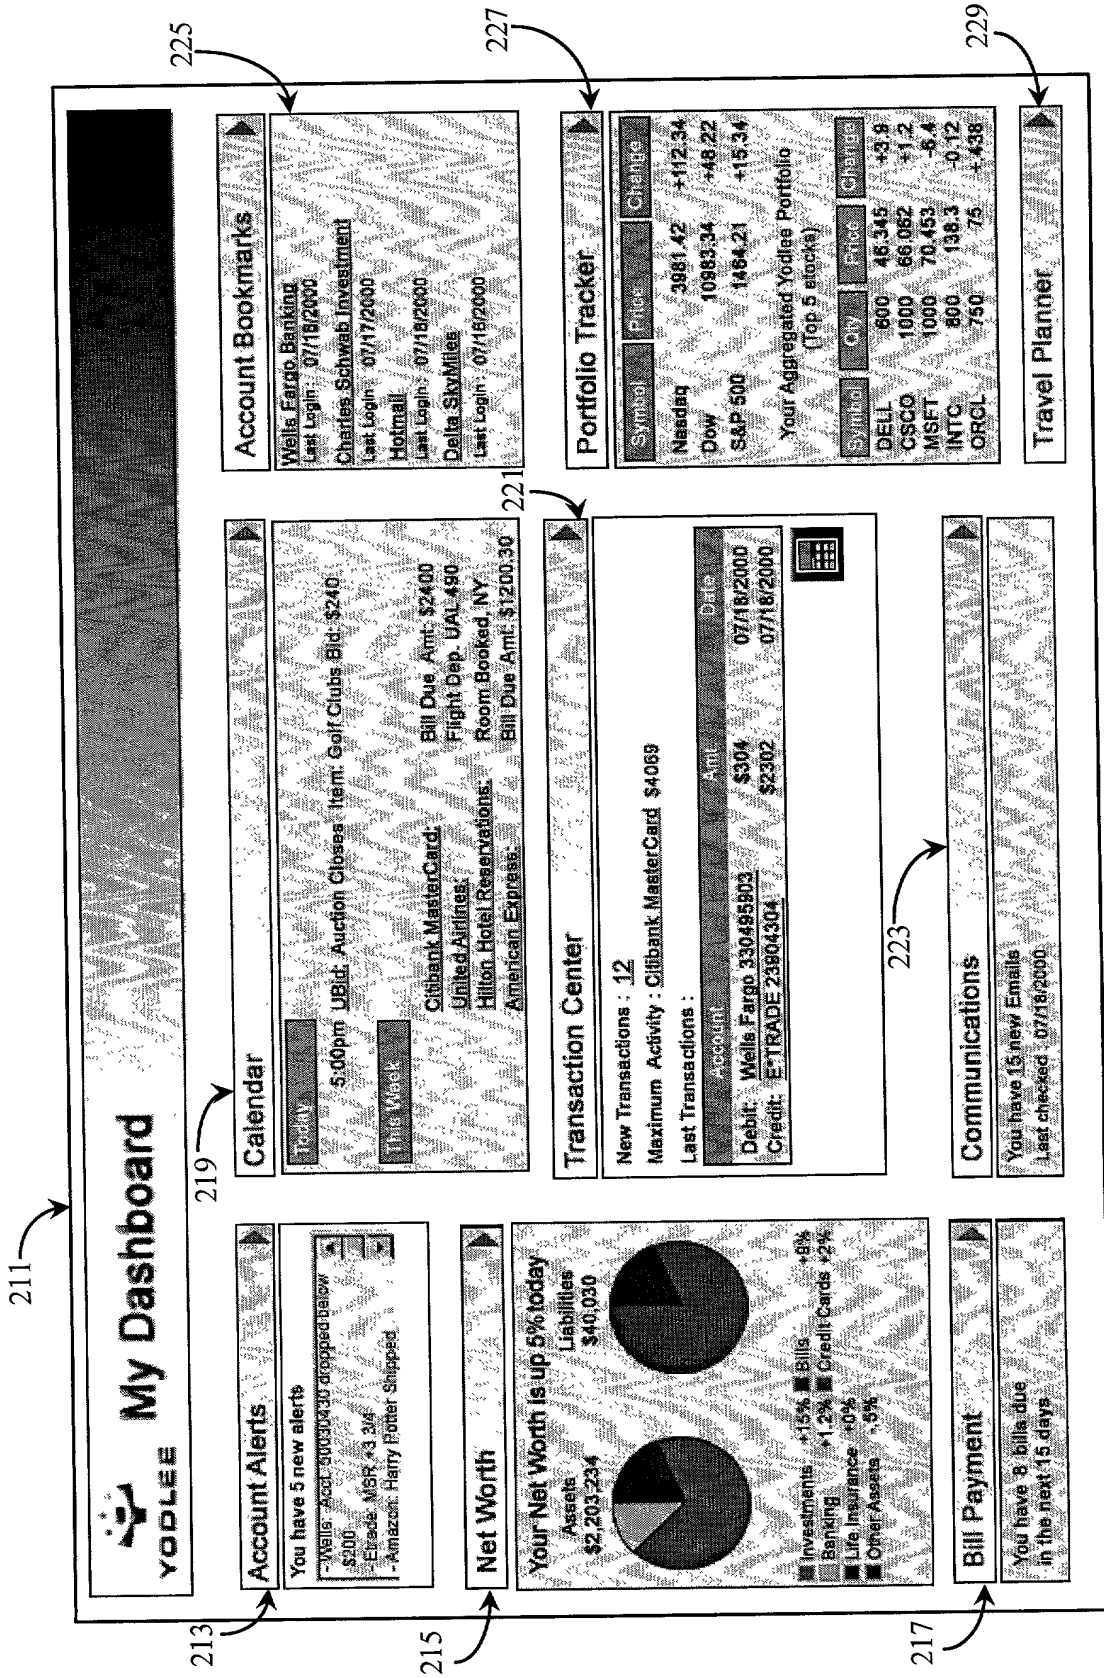 211
YODLEE
My Dashboard
213
Account Alerts
You have 5 new alerts
- Wells: Acct. 50030430 dropped below
$200
- Etrade: MSR +3 3/4
- Amazon: Harry Potter Shipped
215
Net Worth
Your Net Worth is up 5% today
Assets Liabilities
$2,203,234 $40,030
Investments +15% Bills +9%
Banking +1.2% Credit Cards +2%
Life Insurance +0%
Other Assets -.5%
217
Bill Payment
You have 8 bills due
in the next 15 days
219
Calendar
Today
5:00pm UBid: Auction Closes Item: Golf Clubs Bid: $240
This Week
Citibank MasterCard: Bill Due, Amt: $2400
United Airlines: Flight Dep. UAL 490
Hilton Hotel Reservations: Room Booked, NY
American Express: Bill Due Amt: $1200.30
221
Transaction Center
New Transactions : 12
Maximum Activity : Citibank MasterCard $4069
Last Transactions :
Account Amt Date
Debit: Wells Fargo 330495903 $304 07/18/2000
Credit: E*TRADE 23904304 $2302 07/18/2000
223
Communications
You have 15 new Emails
Last checked : 07/18/2000
225
Account Bookmarks
Wells Fargo Banking
Last Login: 07/18/2000
Charles Schwab Investment
Last Login: 07/17/2000
Hotmail
Last Login: 07/18/2000
Delta SkyMiles
Last Login: 07/16/2000
227
Portfolio Tracker
Symbol Price Change
Nasdaq 3981.42 +112.34
Dow 10983.34 +48.22
S&P 500 1464.21 +15.34
Your Aggregated Yodlee Portfolio
(Top 5 stocks)
Symbol Qty Price Change
DELL 600 46.345 +3.9
CSCO 1000 66.062 +1.2
MSFT 1000 70.453 -6.4
INTC 800 138.3 -0.12
ORCL 750 75 +.438
229
Travel Planner